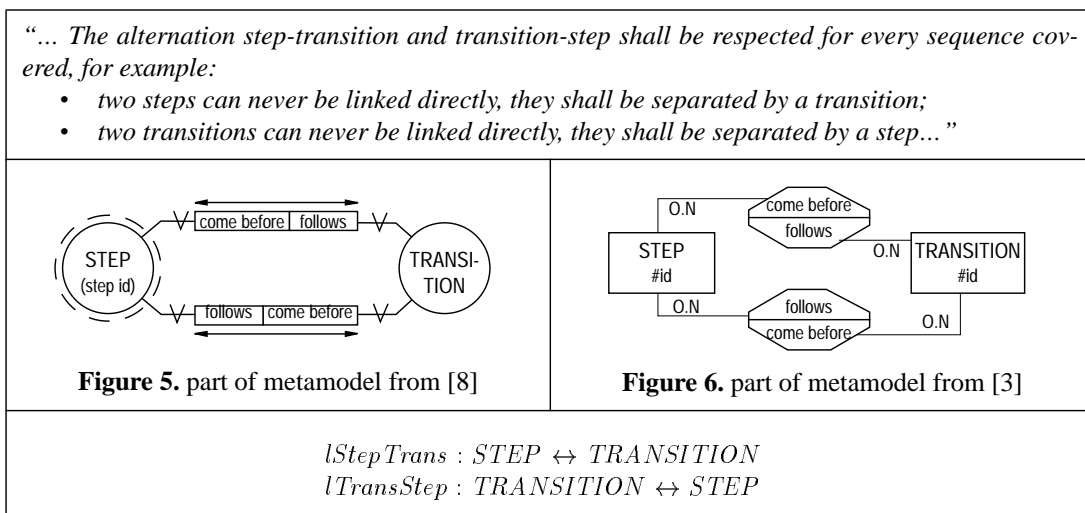 “… The alternation step-transition and transition-step shall be respected for every sequence cov-
ered, for example:
• two steps can never be linked directly, they shall be separated by a transition;
• two transitions can never be linked directly, they shall be separated by a step…”
come before follows
STEP
(step id)
TRANSI-
TION
follows come before
Figure 5. part of metamodel from [8]
O.N
come before
follows
O.N
STEP
#id
TRANSITION
#id
O.N
follows
come before
O.N
Figure 6. part of metamodel from [3]
lStepTrans : STEP ↔ TRANSITION
lTransStep : TRANSITION ↔ STEP